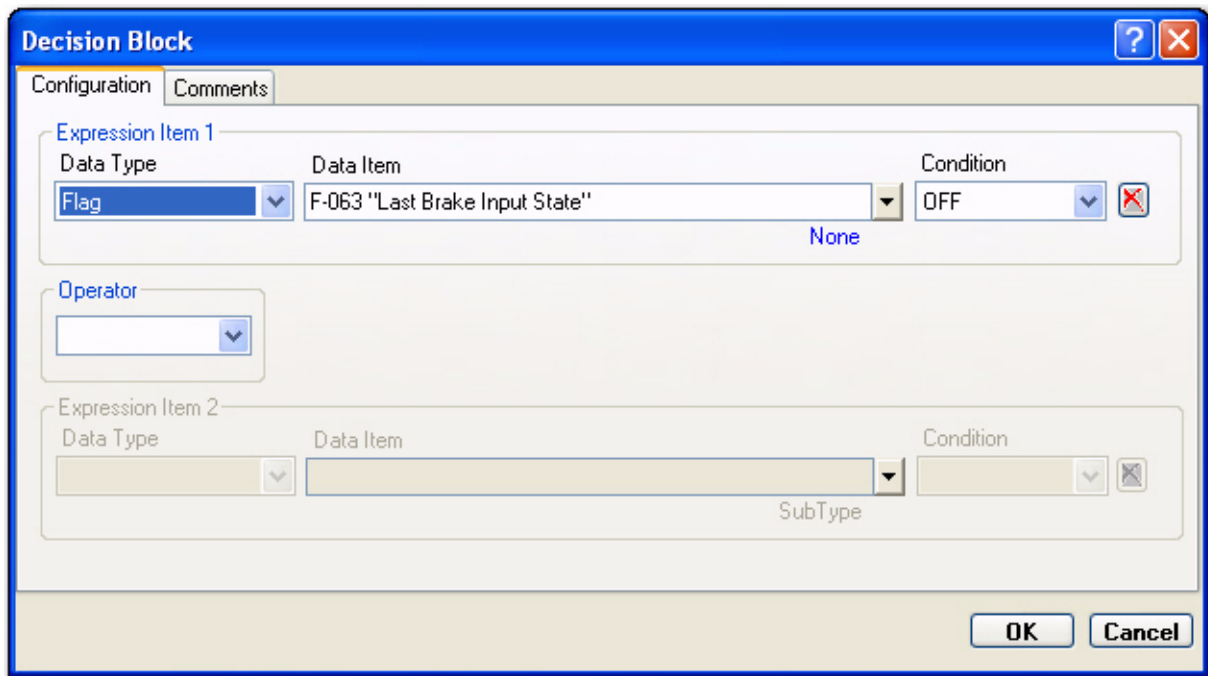 Decision Block
Configuration Comments
Expression Item 1
Data Type Data Item Condition
Flag F-063 "Last Brake Input State" OFF
None
Operator
Expression Item 2
Data Type Data Item Condition
SubType
OK Cancel